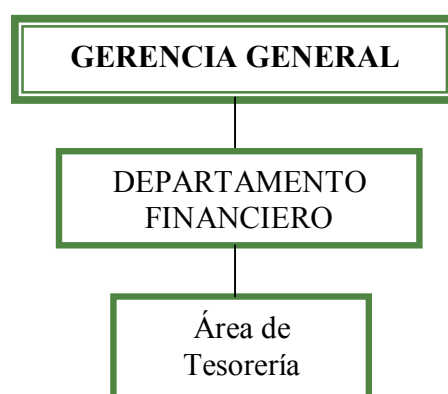 GERENCIA GENERAL
DEPARTAMENTO
FINANCIERO
Área de
Tesorería